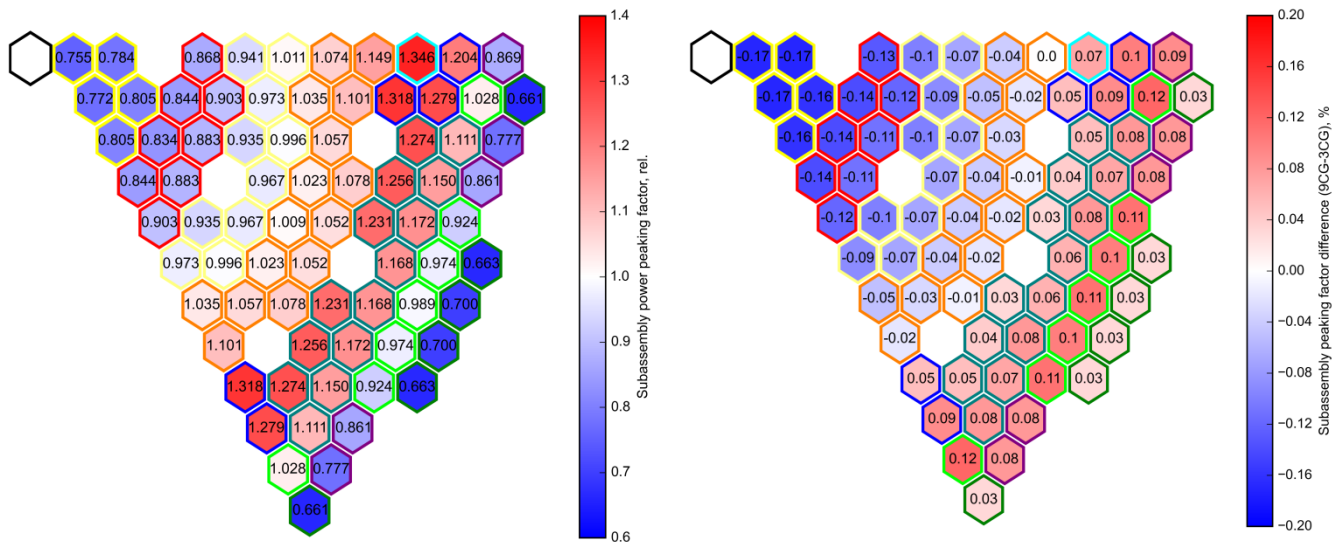 0.755 0.784 0.868 0.941 1.011 1.074 1.149 1.346 1.204 0.869
0.772 0.805 0.844 0.903 0.973 1.035 1.101 1.318 1.279 1.028 0.661
0.805 0.834 0.883 0.935 0.996 1.057 1.274 1.111 0.777
0.844 0.883 0.967 1.023 1.078 1.256 1.150 0.861
0.903 0.935 0.967 1.009 1.052 1.231 1.172 0.924
0.973 0.996 1.023 1.052 1.168 0.974 0.663
1.035 1.057 1.078 1.231 1.168 0.989 0.700
1.101 1.256 1.172 0.974 0.700
1.318 1.274 1.150 0.924 0.663
1.279 1.111 0.861
1.028 0.777
0.661
1.4
1.3
1.2
1.1
1.0
0.9
0.8
0.7
0.6
Subassembly power peaking factor, rel.
-0.17 -0.17 -0.13 -0.1 -0.07 -0.04 0.0 0.07 0.1 0.09
-0.17 -0.16 -0.14 -0.12 -0.09 -0.05 -0.02 0.05 0.09 0.12 0.03
-0.16 -0.14 -0.11 -0.1 -0.07 -0.03 0.05 0.08 0.08
-0.14 -0.11 -0.07 -0.04 -0.01 0.04 0.07 0.08
-0.12 -0.1 -0.07 -0.04 -0.02 0.03 0.08 0.11
-0.09 -0.07 -0.04 -0.02 0.06 0.1 0.03
-0.05 -0.03 -0.01 0.03 0.06 0.11 0.03
-0.02 0.04 0.08 0.1 0.03
0.05 0.05 0.07 0.11 0.03
0.09 0.08 0.08
0.12 0.08
0.03
0.20
0.16
0.12
0.08
0.04
0.00
−0.04
−0.08
−0.12
−0.16
−0.20
Subassembly peaking factor difference (9CG-3CG), %